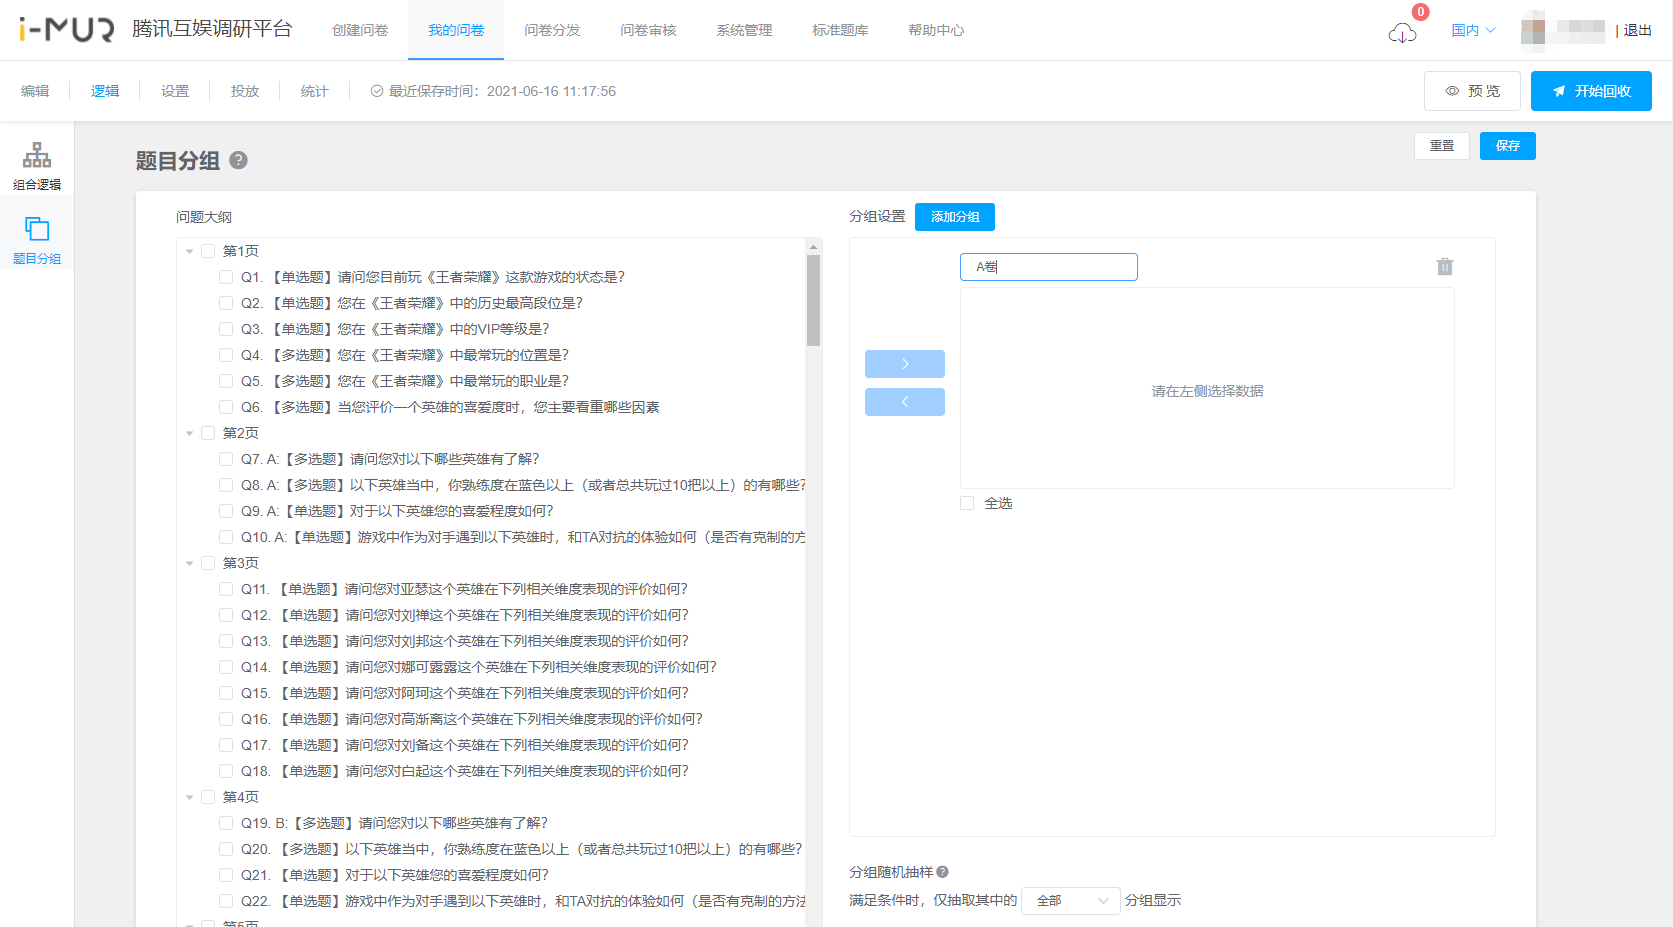 i-MUR 腾讯互娱调研平台 创建问卷 我的问卷 问卷分发 问卷审核 系统管理 标准题库 帮助中心 0 国内 | 退出
编辑 逻辑 设置 投放 统计 最近保存时间：2021-06-16 11:17:56 预 览 开始回收
组合逻辑
题目分组
题目分组 ? 重置 保存
问题大纲
第1页
Q1. 【单选题】请问您目前玩《王者荣耀》这款游戏的状态是？
Q2. 【单选题】您在《王者荣耀》中的历史最高段位是？
Q3. 【单选题】您在《王者荣耀》中的VIP等级是？
Q4. 【多选题】您在《王者荣耀》中最常玩的位置是？
Q5. 【多选题】您在《王者荣耀》中最常玩的职业是？
Q6. 【多选题】当您评价一个英雄的喜爱度时，您主要看重哪些因素
第2页
Q7. A:【多选题】请问您对以下哪些英雄有了解？
Q8. A:【多选题】以下英雄当中，你熟练度在蓝色以上（或者总共玩过10把以上）的有哪些？
Q9. A:【单选题】对于以下英雄您的喜爱程度如何？
Q10. A:【单选题】游戏中作为对手遇到以下英雄时，和TA对抗的体验如何（是否有克制的方
第3页
Q11. 【单选题】请问您对亚瑟这个英雄在下列相关维度表现的评价如何？
Q12. 【单选题】请问您对刘禅这个英雄在下列相关维度表现的评价如何？
Q13. 【单选题】请问您对刘邦这个英雄在下列相关维度表现的评价如何？
Q14. 【单选题】请问您对娜可露露这个英雄在下列相关维度表现的评价如何？
Q15. 【单选题】请问您对阿珂这个英雄在下列相关维度表现的评价如何？
Q16. 【单选题】请问您对高渐离这个英雄在下列相关维度表现的评价如何？
Q17. 【单选题】请问您对刘备这个英雄在下列相关维度表现的评价如何？
Q18. 【单选题】请问您对白起这个英雄在下列相关维度表现的评价如何？
第4页
Q19. B:【多选题】请问您对以下哪些英雄有了解？
Q20. 【多选题】以下英雄当中，你熟练度在蓝色以上（或者总共玩过10把以上）的有哪些？
Q21. 【单选题】对于以下英雄您的喜爱程度如何？
Q22. 【单选题】游戏中作为对手遇到以下英雄时，和TA对抗的体验如何（是否有克制的方法
第5页
分组设置 添加分组
A卷
请在左侧选择数据
全选
分组随机抽样 ?
满足条件时，仅抽取其中的 全部 分组显示